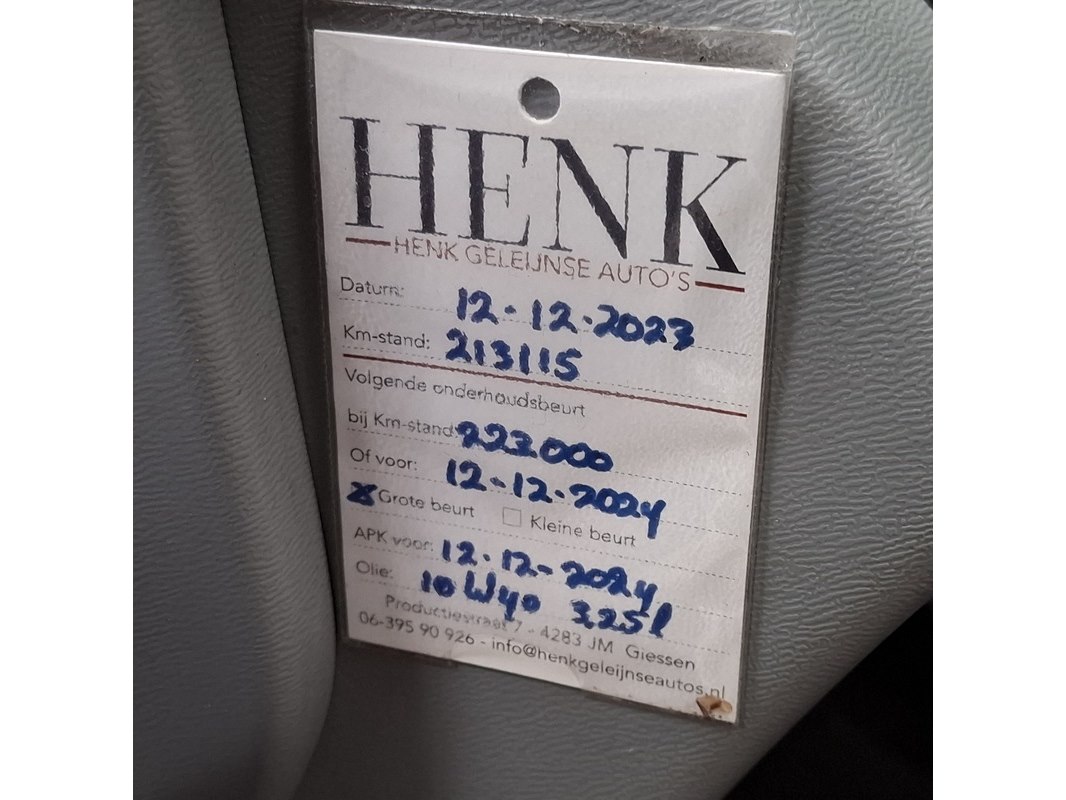 HENK
HENK GELEIJNSE AUTO'S
Datum: 12-12-2023
Km-stand: 213115
Volgende onderhoudsbeurt
bij Km-stand: 223.000
Of voor: 12-12-2024
Grote beurt Kleine beurt
APK voor: 12-12-2024
Olie: 10W40 3,25l
Productiestraat 7 - 4283 JM Giessen
06-395 90 926 - info@henkgeleijnseautos.nl